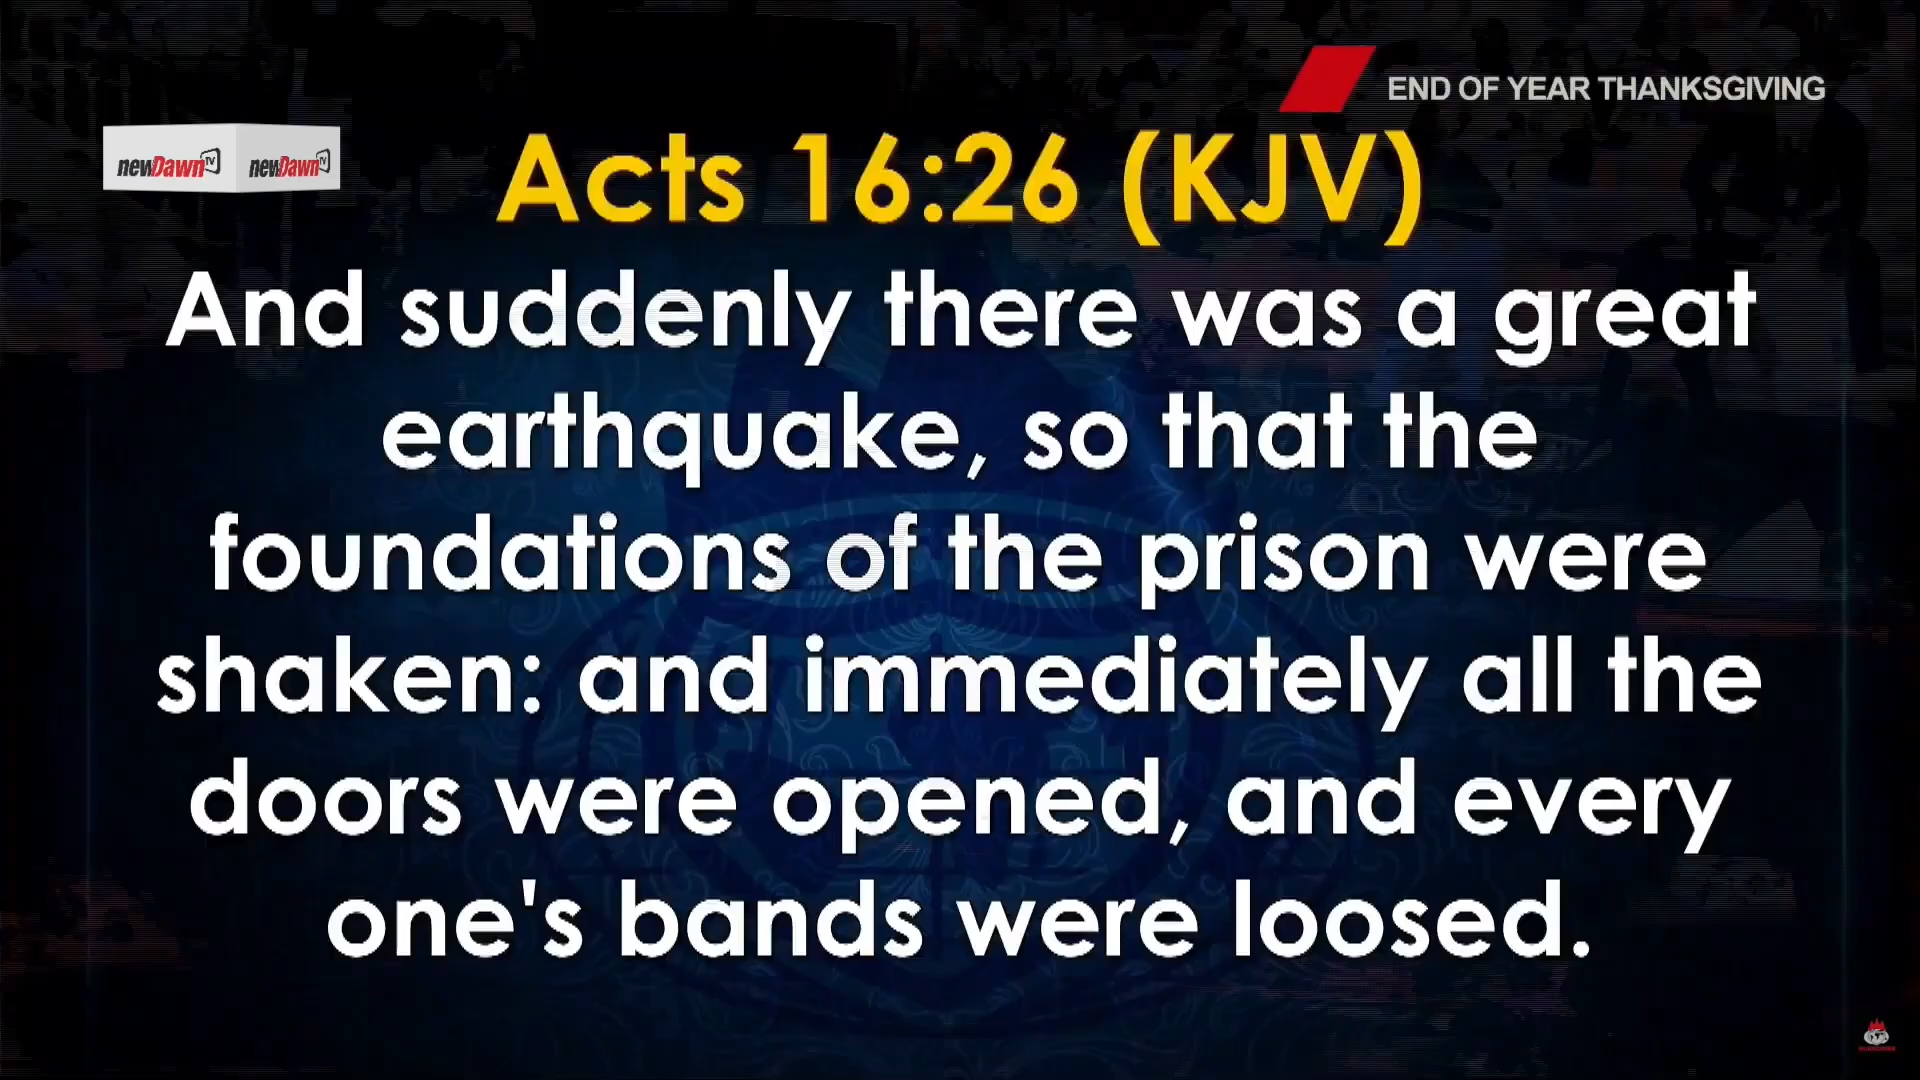 END OF YEAR THANKSGIVING
newDawnTV newDawnTV
Acts 16:26 (KJV)
And suddenly there was a great
earthquake, so that the
foundations of the prison were
shaken: and immediately all the
doors were opened, and every
one's bands were loosed.